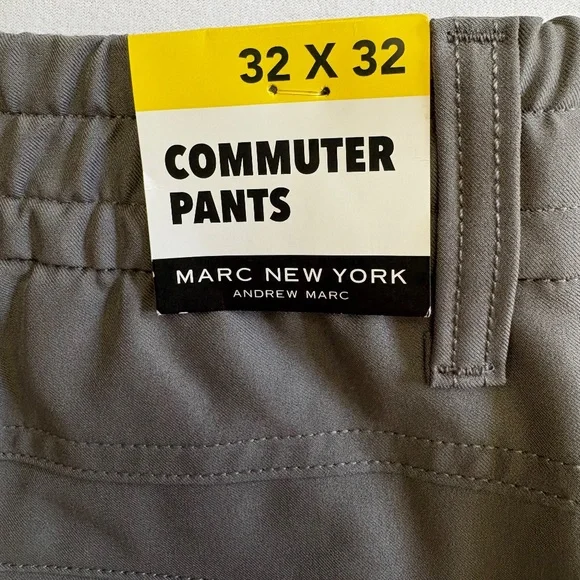 32 X 32
COMMUTER
PANTS
MARC NEW YORK
ANDREW MARC